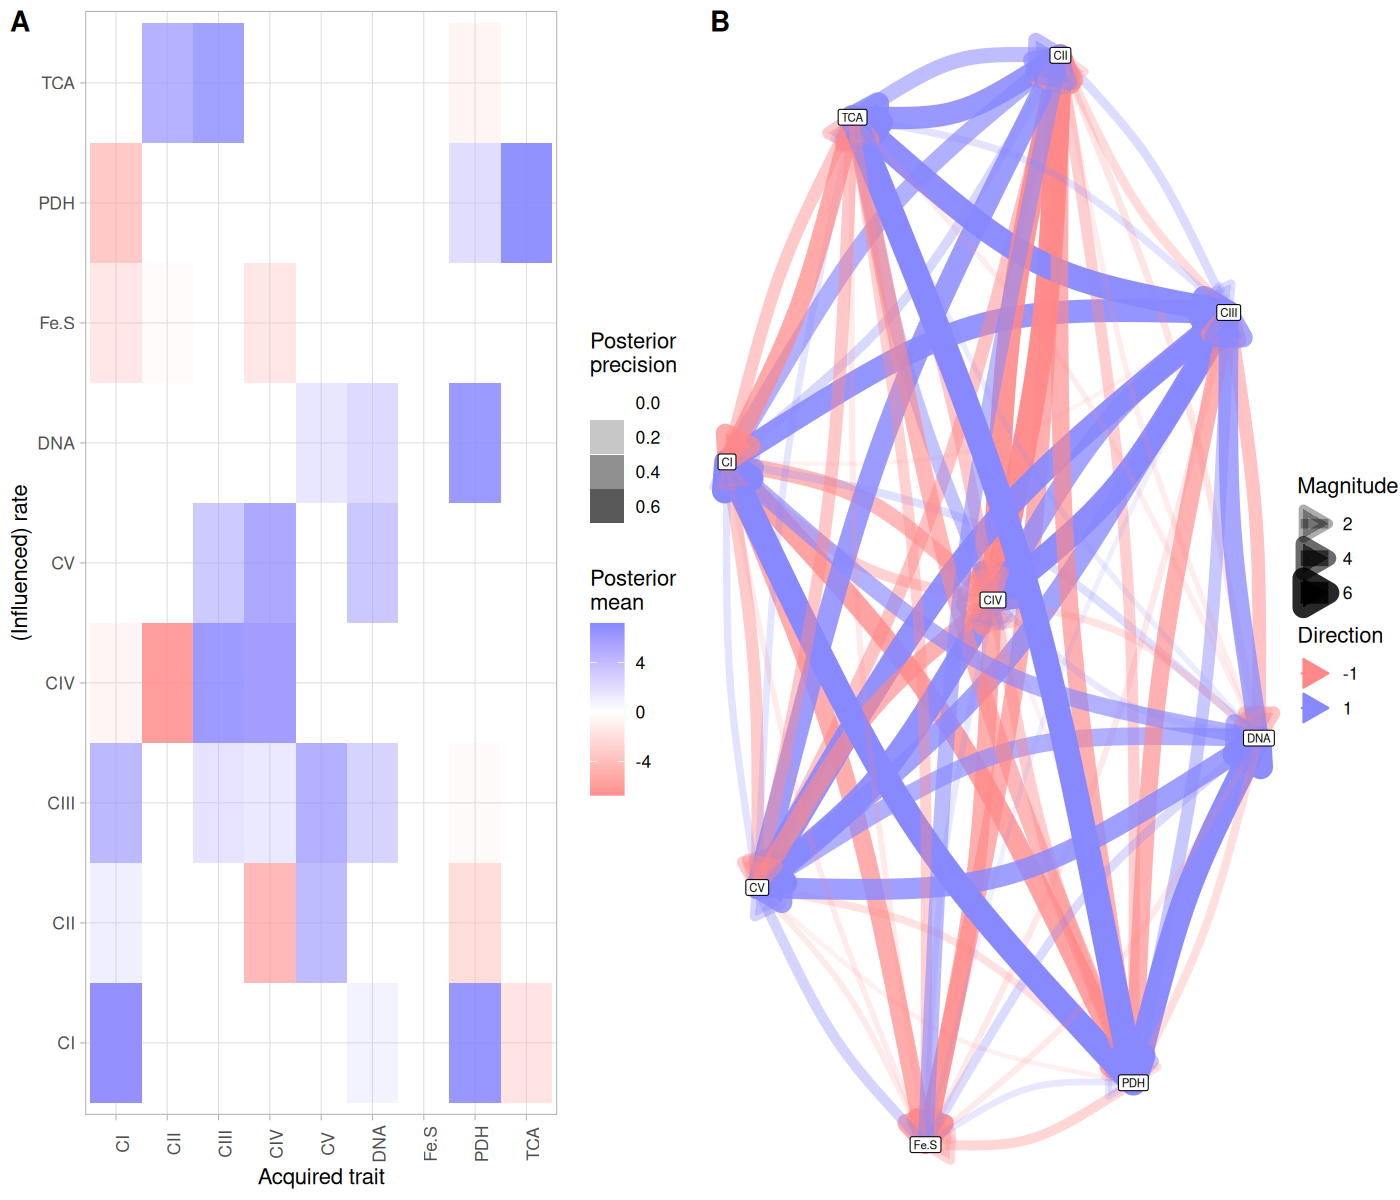 A
TCA
PDH
Fe.S
DNA
CV
CIV
CIII
CII
CI
(Influenced) rate
CI
CII
CIII
CIV
CV
DNA
Fe.S
PDH
TCA
Acquired trait
Posterior
precision
0.0
0.2
0.4
0.6
Posterior
mean
4
0
-4
B
CII
TCA
CIII
CI
CIV
DNA
CV
PDH
Fe.S
Magnitude
2
4
6
Direction
-1
1